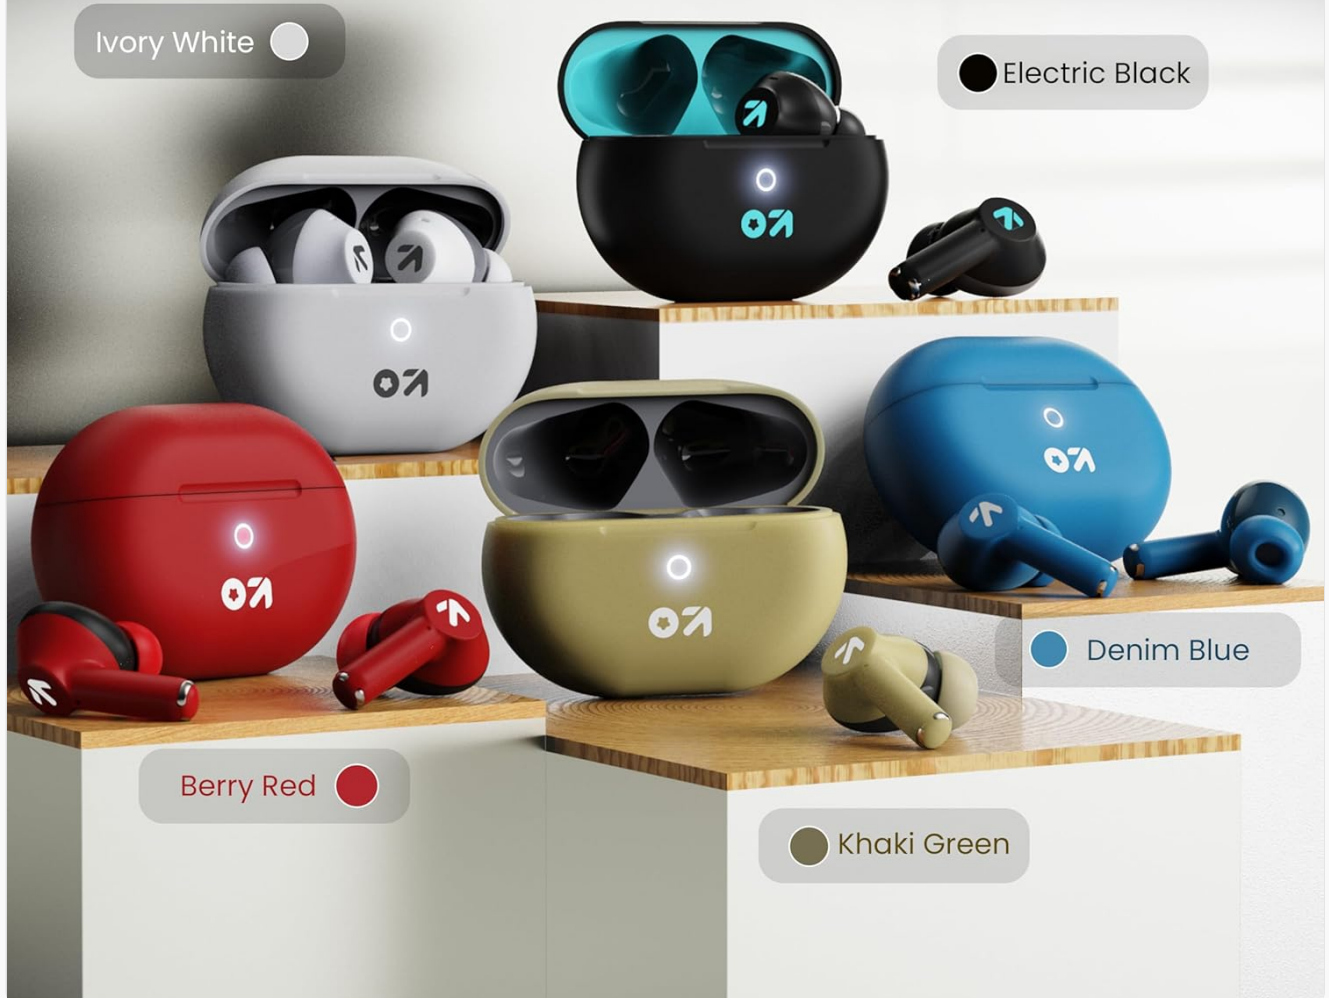 Ivory White
Electric Black
Denim Blue
Berry Red
Khaki Green